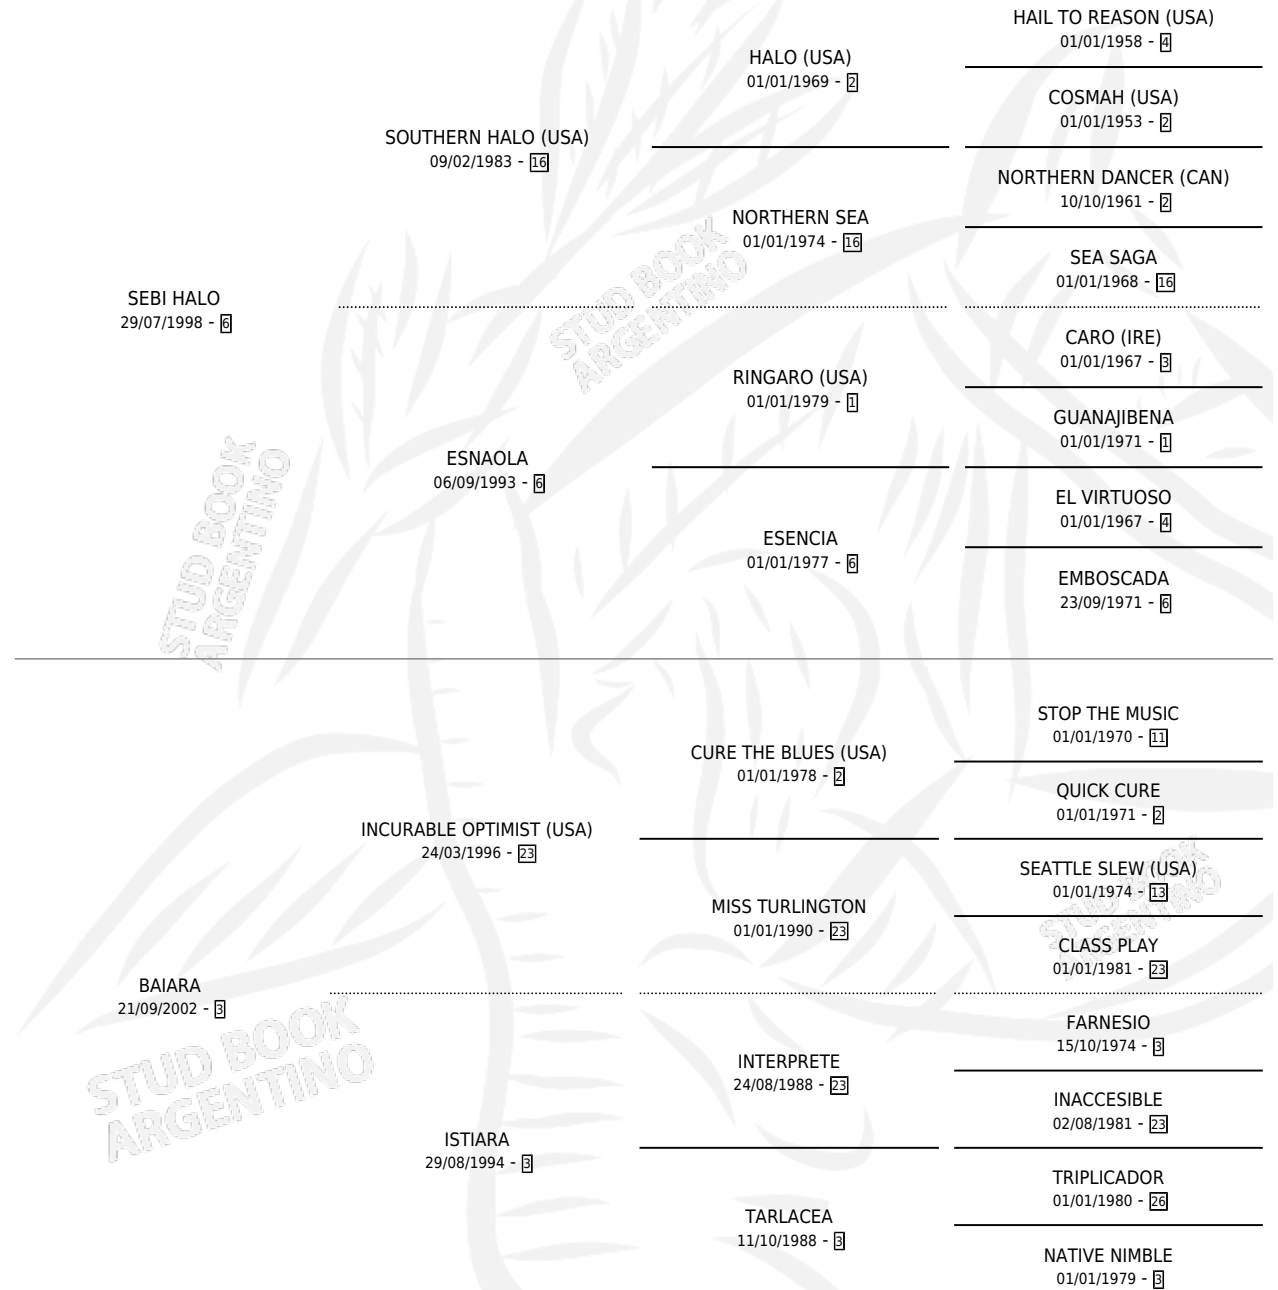 HAIL TO REASON (USA)
01/01/1958 - 4
HALO (USA)
01/01/1969 - 2
COSMAH (USA)
01/01/1953 - 2
SOUTHERN HALO (USA)
09/02/1983 - 16
NORTHERN DANCER (CAN)
10/10/1961 - 2
NORTHERN SEA
01/01/1974 - 16
SEA SAGA
01/01/1968 - 16
SEBI HALO
29/07/1998 - 6
CARO (IRE)
01/01/1967 - 3
RINGARO (USA)
01/01/1979 - 1
GUANAJIBENA
01/01/1971 - 1
ESNAOLA
06/09/1993 - 6
EL VIRTUOSO
01/01/1967 - 4
ESENCIA
01/01/1977 - 6
EMBOSCADA
23/09/1971 - 6
STUD BOOK
ARGENTINO
STUD BOOK
ARGENTINO
STOP THE MUSIC
01/01/1970 - 11
CURE THE BLUES (USA)
01/01/1978 - 2
QUICK CURE
01/01/1971 - 2
INCURABLE OPTIMIST (USA)
24/03/1996 - 23
SEATTLE SLEW (USA)
01/01/1974 - 13
MISS TURLINGTON
01/01/1990 - 23
CLASS PLAY
01/01/1981 - 23
STUD BOOK
ARGENTINO
BAIARA
21/09/2002 - 3
FARNESIO
15/10/1974 - 3
INTERPRETE
24/08/1988 - 23
INACCESIBLE
02/08/1981 - 23
ISTIARA
29/08/1994 - 3
TRIPLICADOR
01/01/1980 - 26
TARLACEA
11/10/1988 - 3
NATIVE NIMBLE
01/01/1979 - 3
STUD BOOK
ARGENTINO